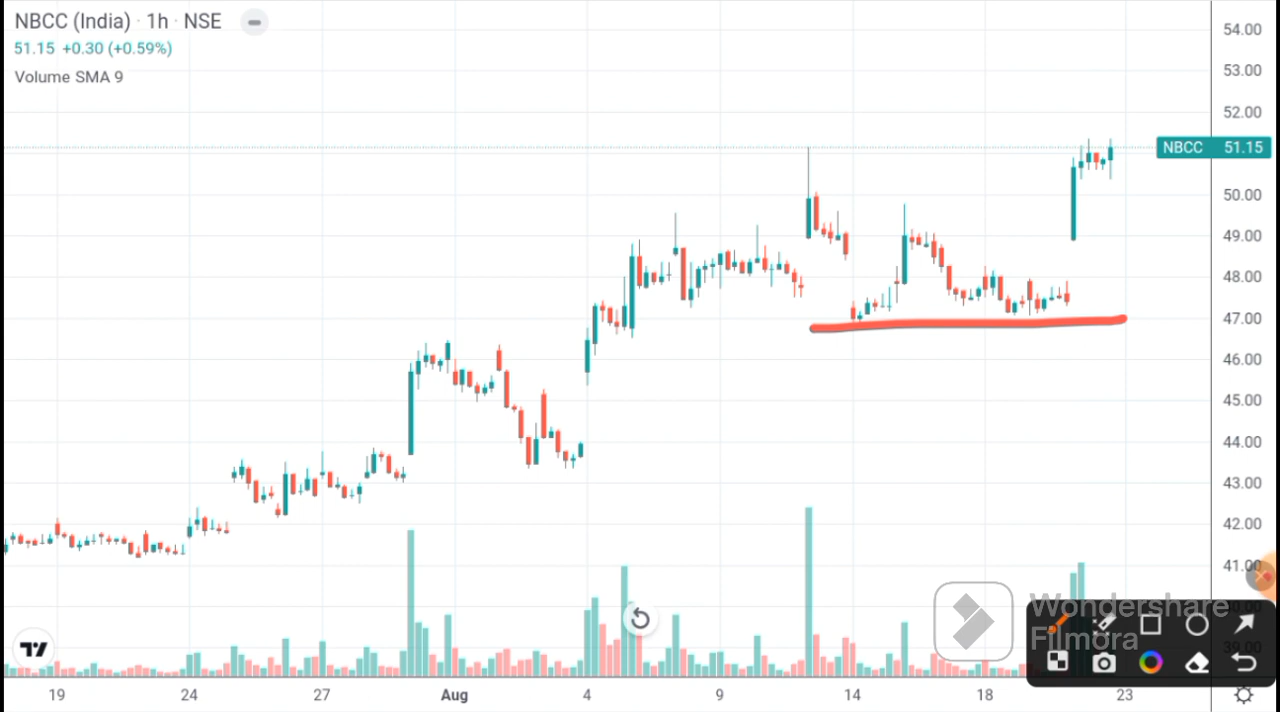 NBCC (India) · 1h · NSE
51.15 +0.30 (+0.59%)
Volume SMA 9
54.00
53.00
52.00
NBCC 51.15
50.00
49.00
48.00
47.00
46.00
45.00
44.00
43.00
42.00
41.00
Wondershare
Filmora
19 24 27 Aug 4 9 14 18 23